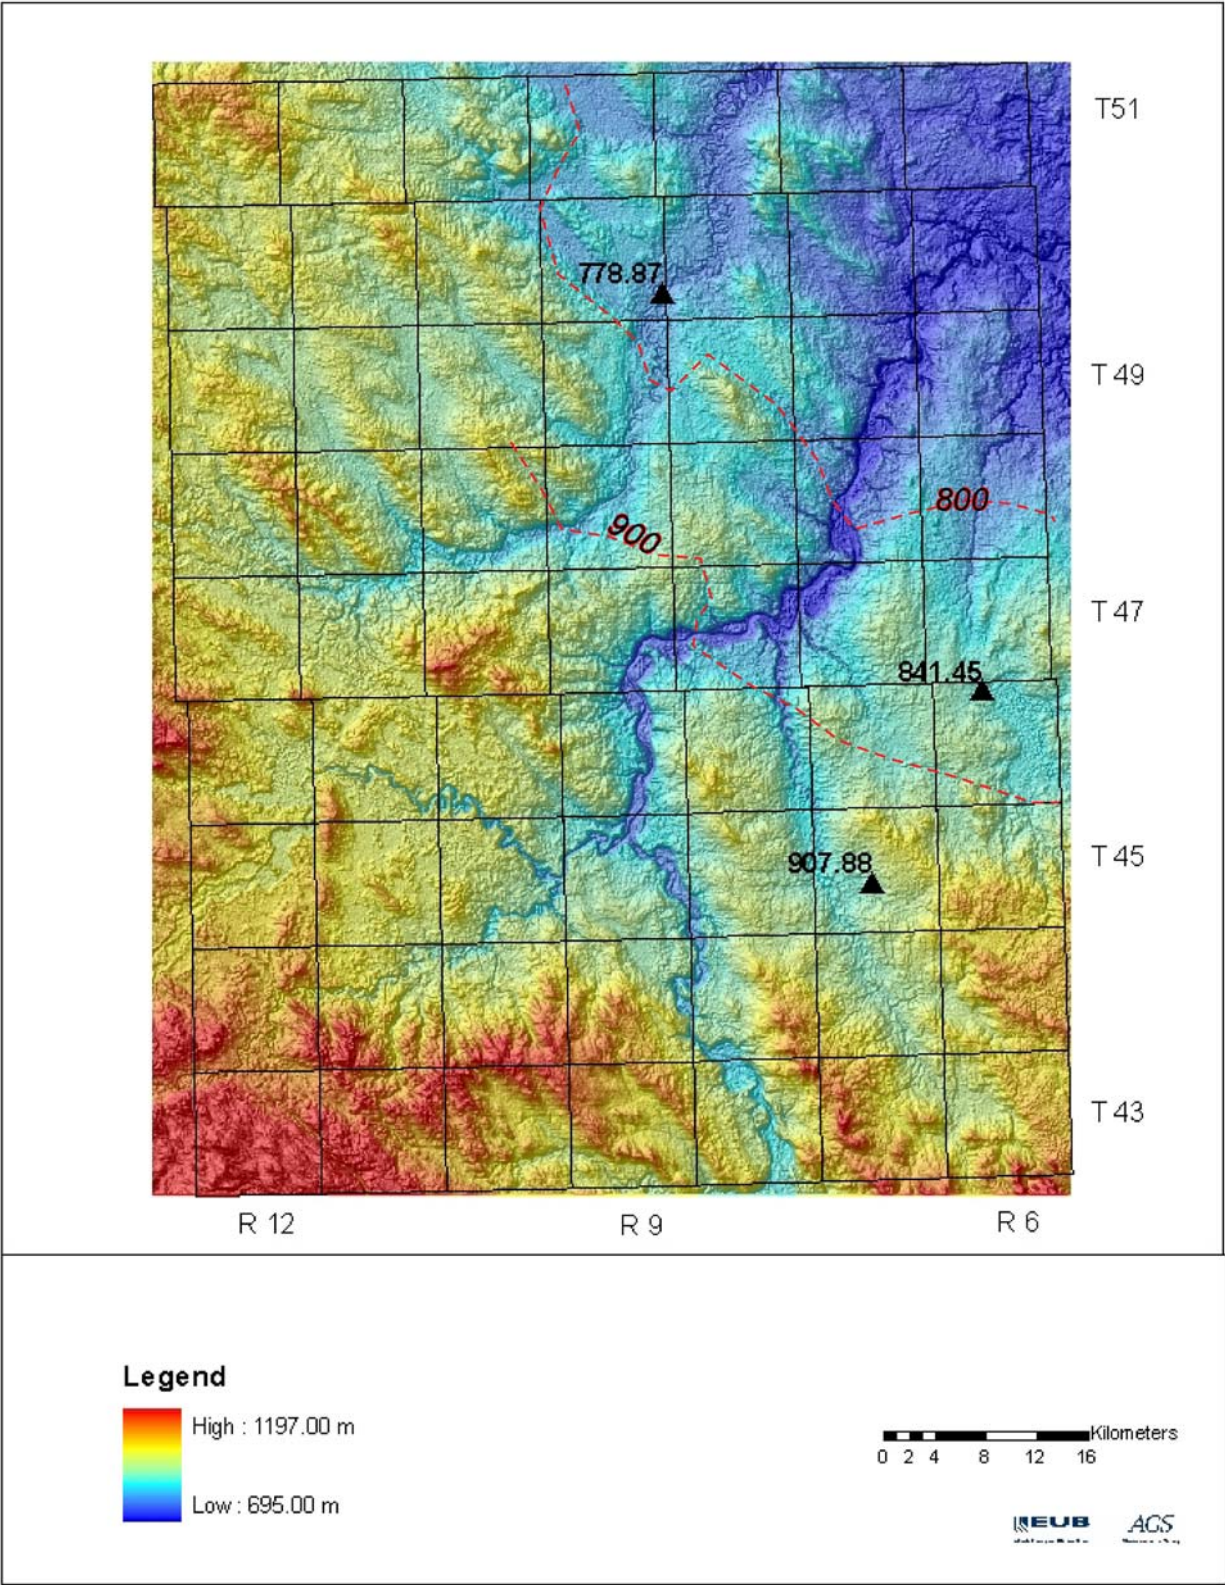 T51
778.87
T 49
800
900
T 47
841.45
T 45
907.88
T 43
R 12
R 9
R 6
Legend
High : 1197.00 m
Low : 695.00 m
Kilometers
0 2 4 8 12 16
EUB AGS